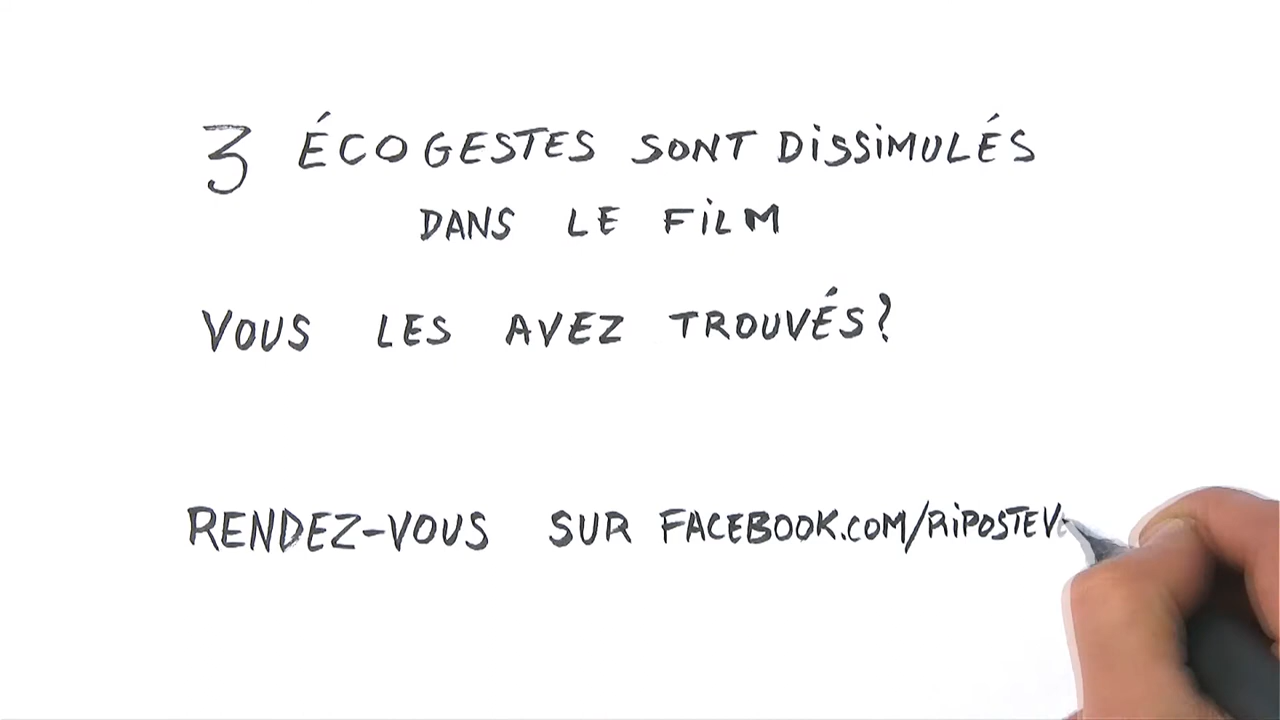 3 ÉCOGESTES SONT DISSIMULÉS
DANS LE FILM
VOUS LES AVEZ TROUVÉS?
RENDEZ-VOUS SUR FACEBOOK.COM/RIPOSTEV